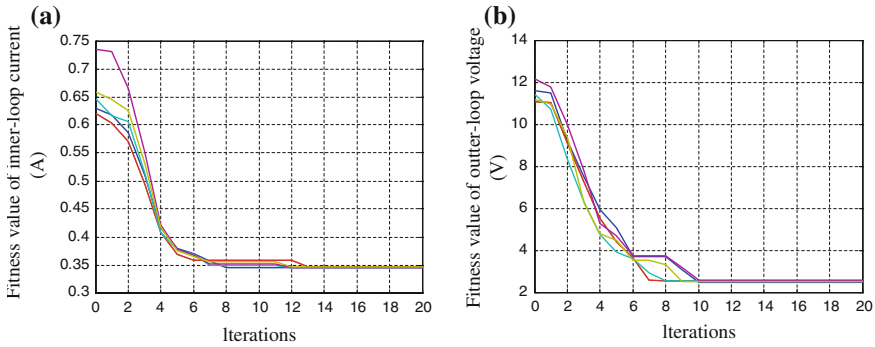 (a)
Fitness value of inner-loop current
(A)
0.75
0.7
0.65
0.6
0.55
0.5
0.45
0.4
0.35
0.3
0 2 4 6 8 10 12 14 16 18 20
Iterations
(b)
Fitness value of outter-loop voltage
(V)
14
12
10
8
6
4
2
0 2 4 6 8 10 12 14 16 18 20
Iterations